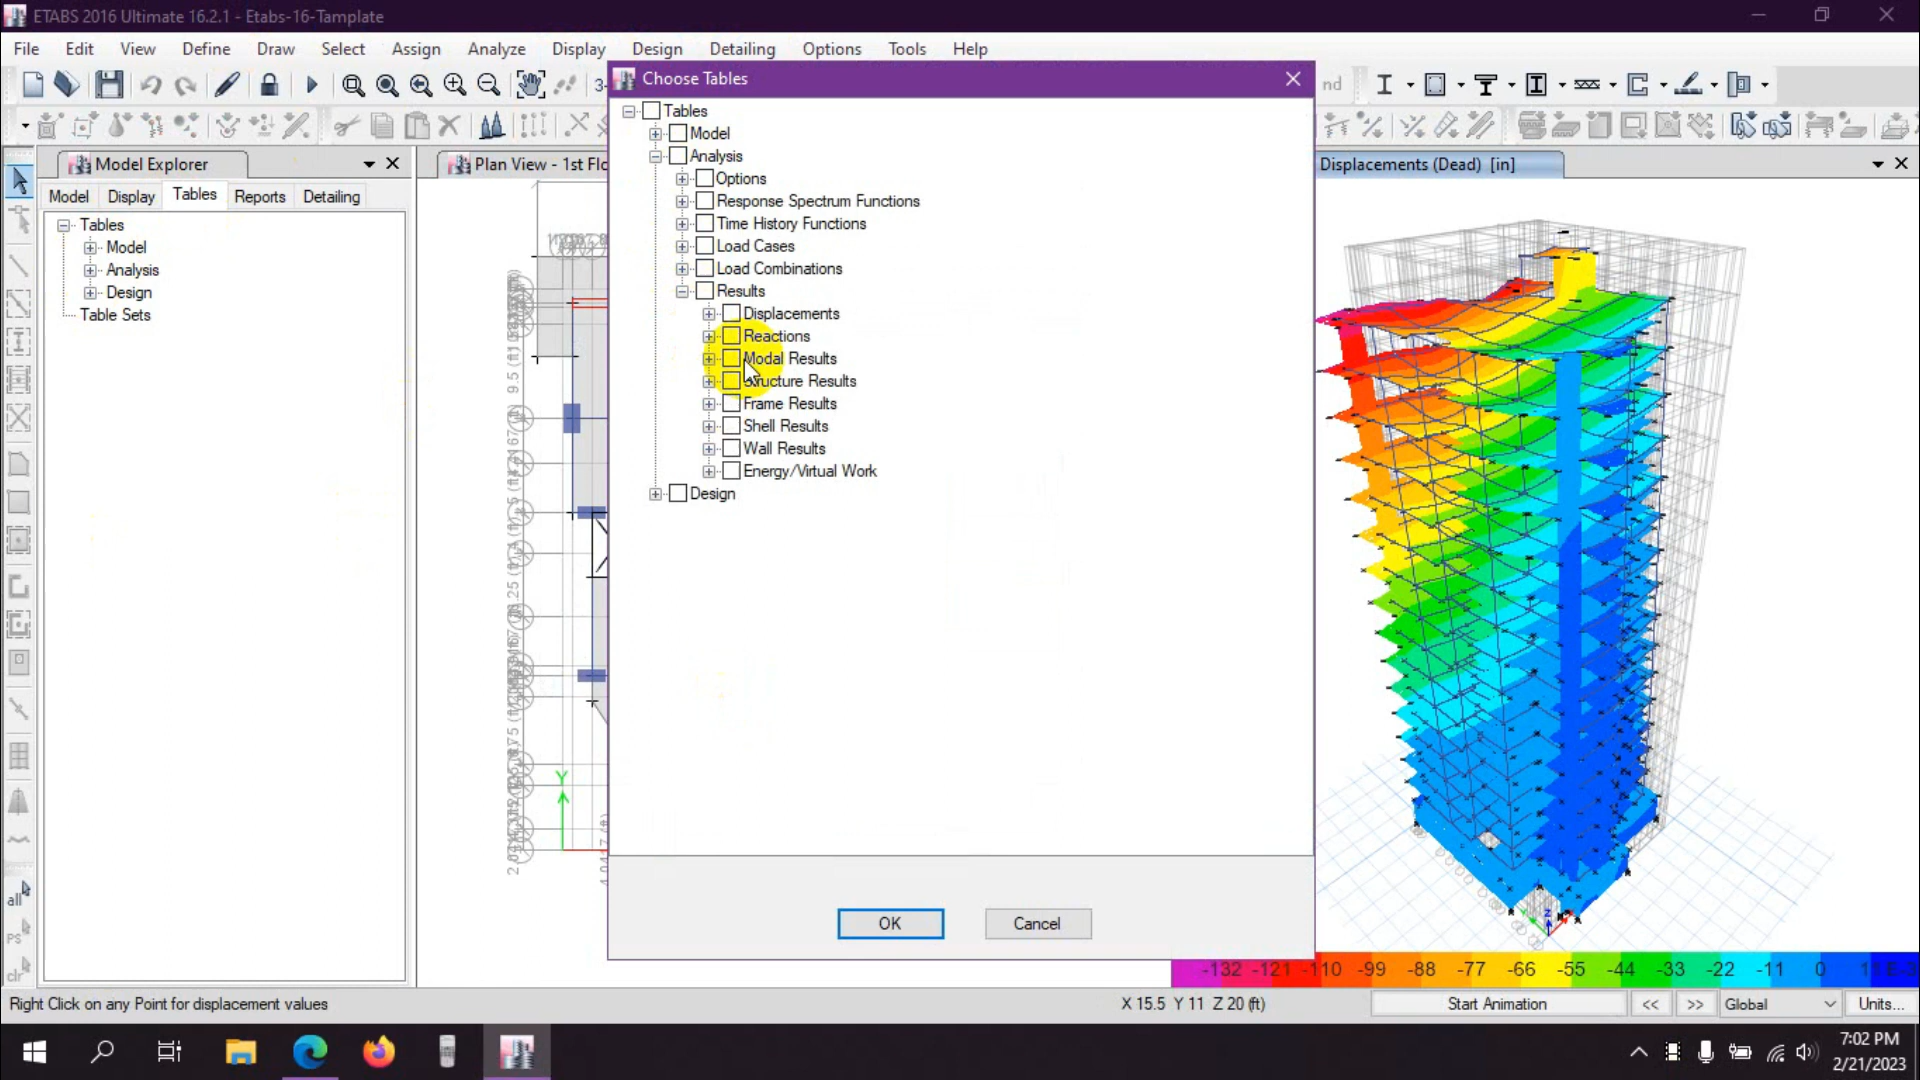 ETABS 2016 Ultimate 16.2.1 - Etabs-16-Tamplate
File Edit View Define Draw Select Assign Analyze Display Design Detailing Options Tools Help
Choose Tables
3-
nd
Model Explorer
Plan View - 1st Flo
Displacements (Dead) [in]
Model Display Tables Reports Detailing
Tables
Model
Analysis
Design
Table Sets
Tables
Model
Analysis
Options
Response Spectrum Functions
Time History Functions
Load Cases
Load Combinations
Results
Displacements
Reactions
Modal Results
Structure Results
Frame Results
Shell Results
Wall Results
Energy/Virtual Work
Design
Y
all
PS
clr
OK Cancel
-132 -121 -110 -99 -88 -77 -66 -55 -44 -33 -22 -11 0
Right Click on any Point for displacement values
X 15.5 Y 11 Z 20 (ft)
Start Animation
<< >>
Global
Units...
7:02 PM
2/21/2023